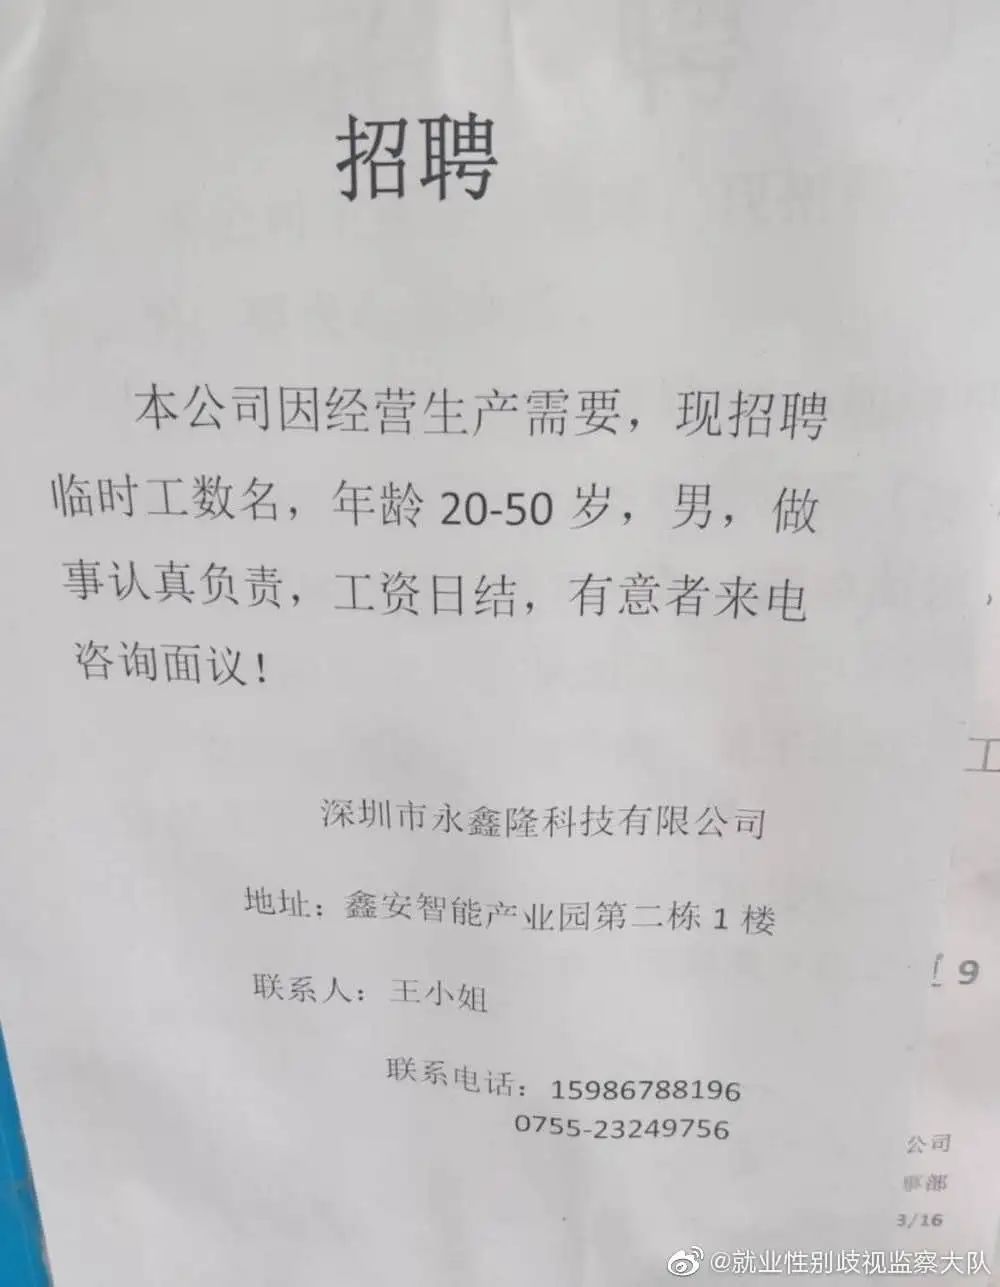 招聘
本公司因经营生产需要，现招聘
临时工数名，年龄 20-50 岁，男，做
事认真负责，工资日结，有意者来电
咨询面议！
深圳市永鑫隆科技有限公司
地址：鑫安智能产业园第二栋 1 楼
联系人：王小姐
联系电话：15986788196
0755-23249756
工
9
公司
事部
3/16
@就业性别歧视监察大队